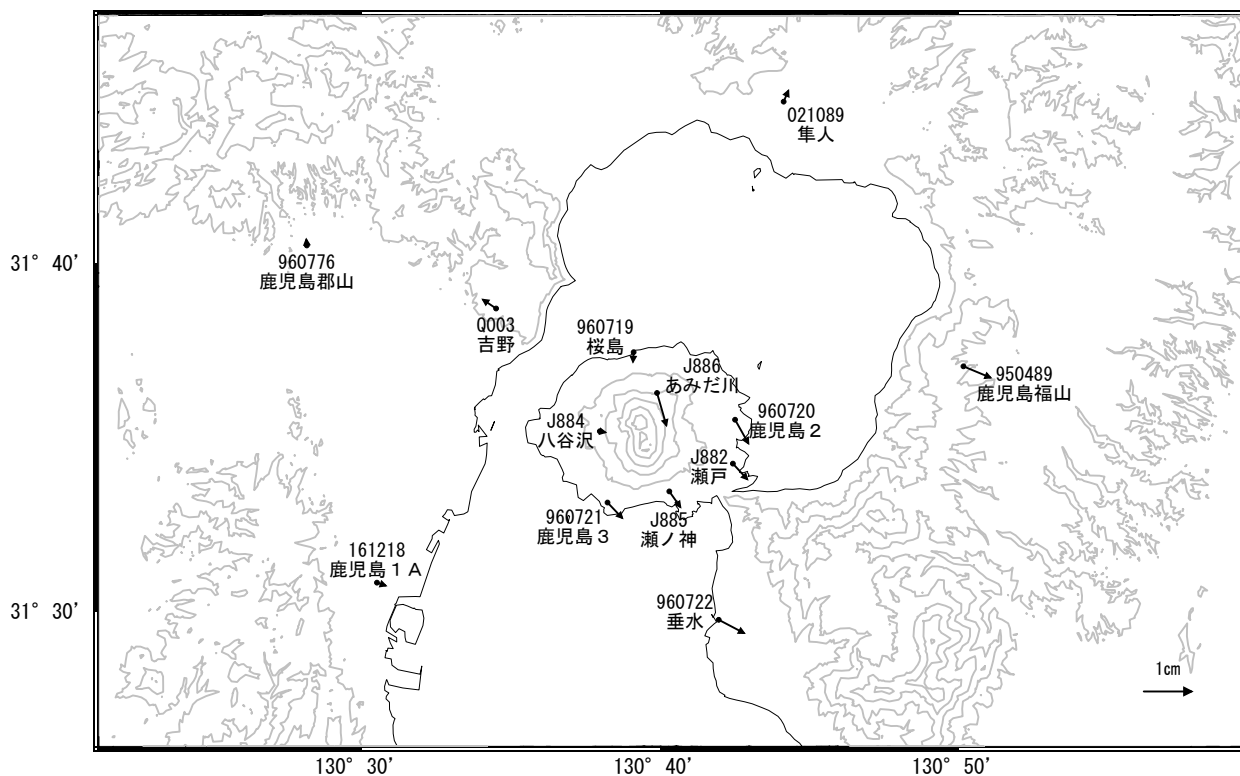 021089
隼人
31° 40'
960776
鹿児島郡山
Q003
吉野
960719
桜島
J886
あみだ川
950489
鹿児島福山
960720
鹿児島2
J884
八谷沢
J882
瀬戸
960721
鹿児島3
J885
瀬ノ神
161218
鹿児島1A
31° 30'
960722
垂水
1cm
130° 30'
130° 40'
130° 50'